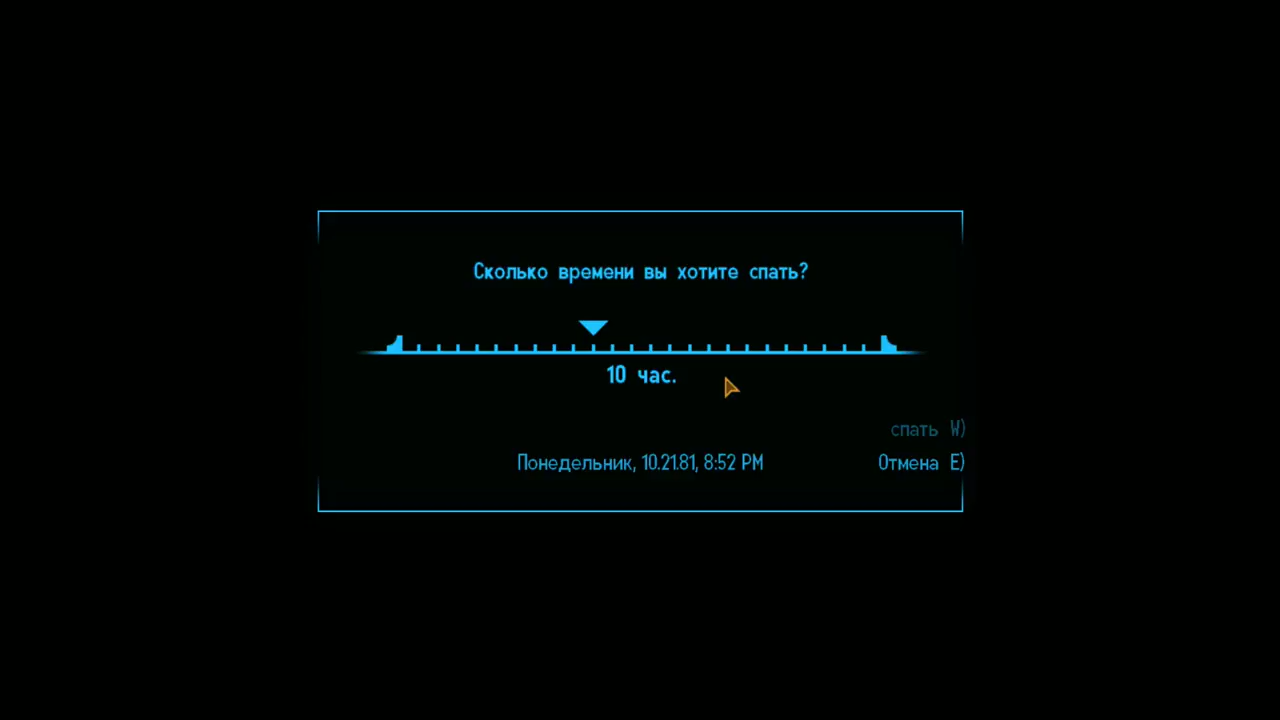 Сколько времени вы хотите спать?
10 час.
спать W)
Понедельник, 10.21.81, 8:52 PM
Отмена E)